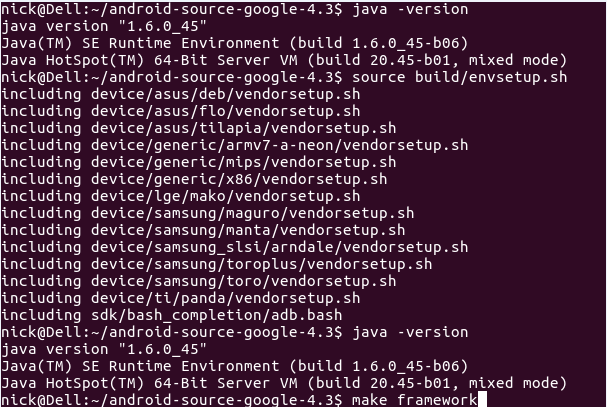 nick@Dell:~/android-source-google-4.3$ java -version
java version "1.6.0_45"
Java(TM) SE Runtime Environment (build 1.6.0_45-b06)
Java HotSpot(TM) 64-Bit Server VM (build 20.45-b01, mixed mode)
nick@Dell:~/android-source-google-4.3$ source build/envsetup.sh
including device/asus/deb/vendorsetup.sh
including device/asus/flo/vendorsetup.sh
including device/asus/tilapia/vendorsetup.sh
including device/generic/armv7-a-neon/vendorsetup.sh
including device/generic/mips/vendorsetup.sh
including device/generic/x86/vendorsetup.sh
including device/lge/mako/vendorsetup.sh
including device/samsung/maguro/vendorsetup.sh
including device/samsung/manta/vendorsetup.sh
including device/samsung_slsi/arndale/vendorsetup.sh
including device/samsung/toroplus/vendorsetup.sh
including device/samsung/toro/vendorsetup.sh
including device/ti/panda/vendorsetup.sh
including sdk/bash_completion/adb.bash
nick@Dell:~/android-source-google-4.3$ java -version
java version "1.6.0_45"
Java(TM) SE Runtime Environment (build 1.6.0_45-b06)
Java HotSpot(TM) 64-Bit Server VM (build 20.45-b01, mixed mode)
nick@Dell:~/android-source-google-4.3$ make framework